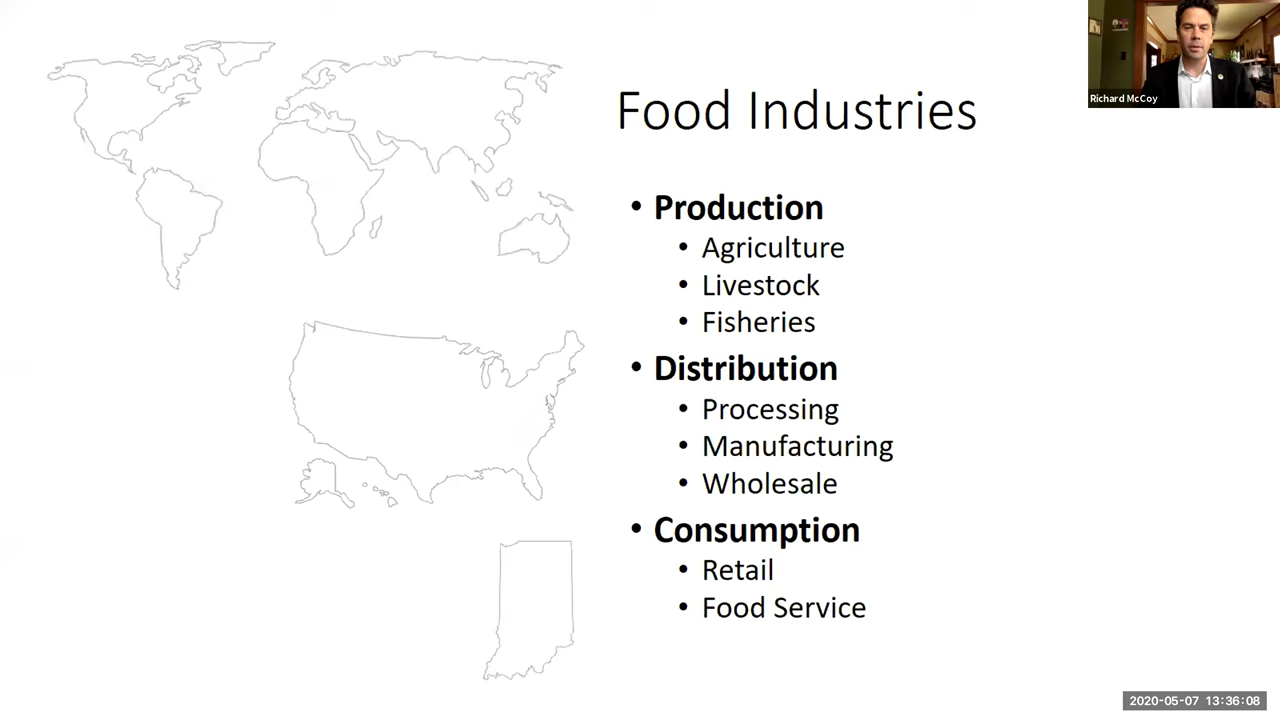 Food Industries
• Production
• Agriculture
• Livestock
• Fisheries
• Distribution
• Processing
• Manufacturing
• Wholesale
• Consumption
• Retail
• Food Service
Richard McCoy
2020-05-07 13:36:08